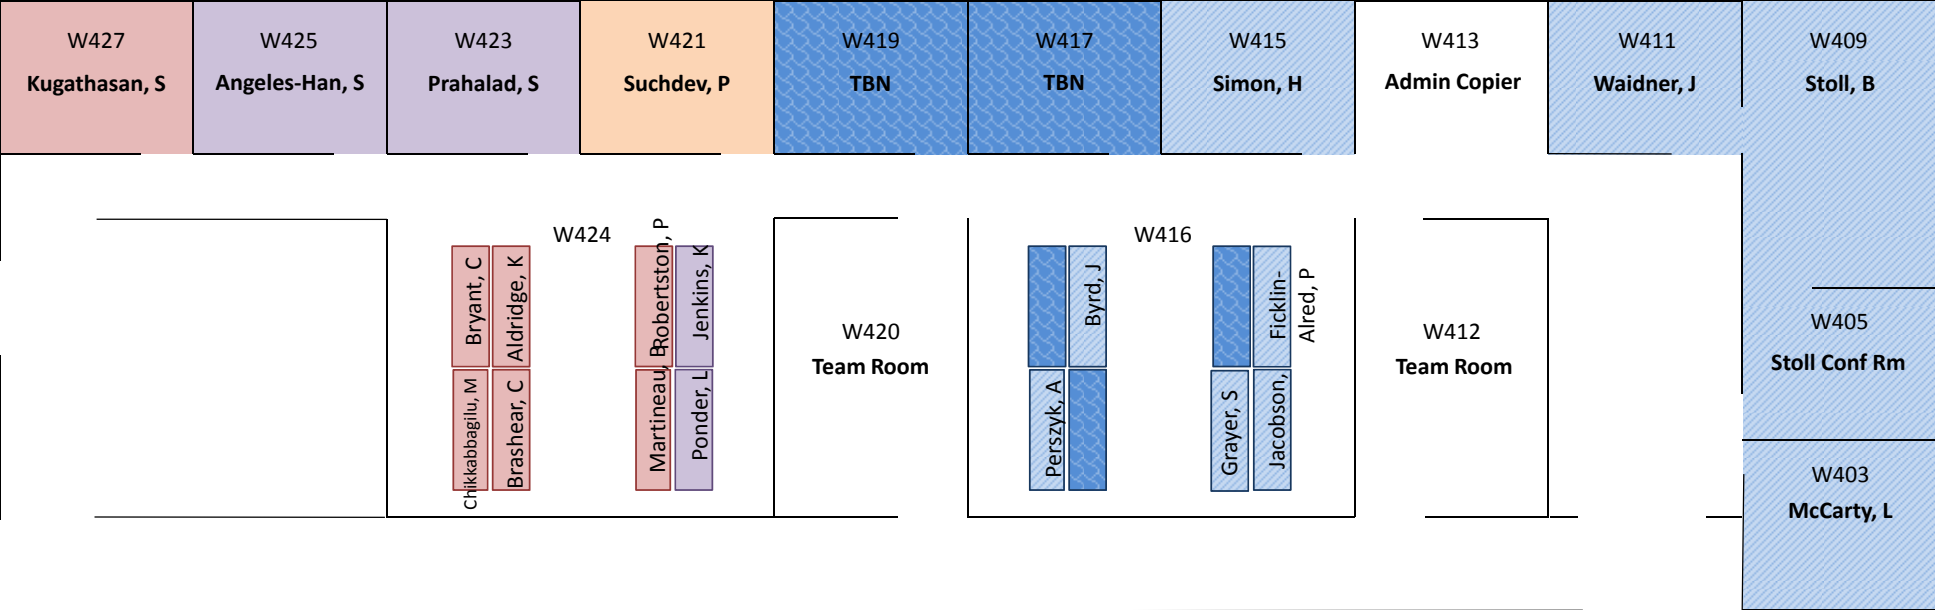 W427
Kugathasan, S
W425
Angeles-Han, S
W423
Prahalad, S
W421
Suchdev, P
W419
TBN
W417
TBN
W415
Simon, H
W413
Admin Copier
W411
Waidner, J
W409
Stoll, B
W424
Bryant, C
Aldridge, K
Robertston, P
Jenkins, K
Chikkabbagilu, M
Brashear, C
Martineau, B
Ponder, L
W420
Team Room
W416
Byrd, J
Ficklin-
Alred, P
Perszyk, A
Grayer, S
Jacobson,
W412
Team Room
W405
Stoll Conf Rm
W403
McCarty, L